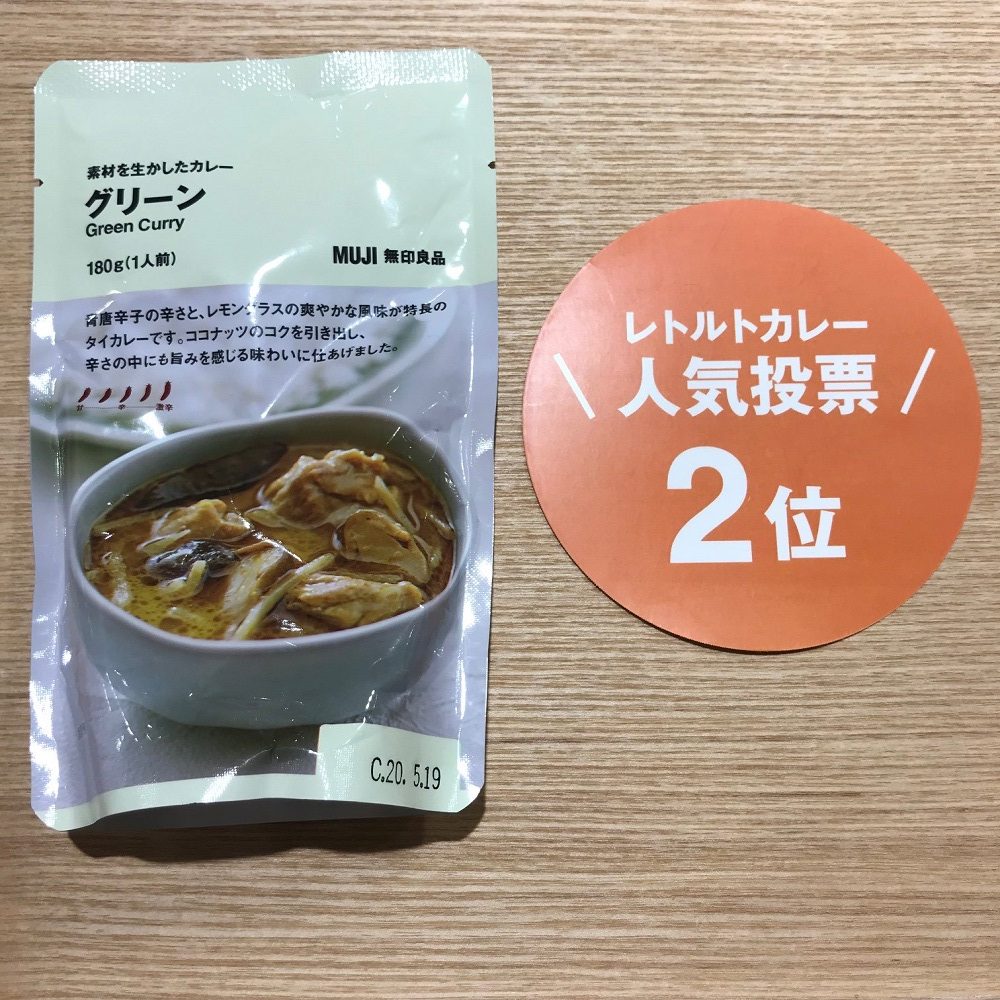 素材を生かしたカレー
グリーン
Green Curry
180g(1人前)
MUJI 無印良品
青唐辛子の辛さと、レモングラスの爽やかな風味が特長の
タイカレーです。ココナッツのコクを引き出し、
辛さの中にも旨みを感じる味わいに仕あげました。
甘 辛 激辛
C.20. 5.19
レトルトカレー
\ 人気投票 /
2位